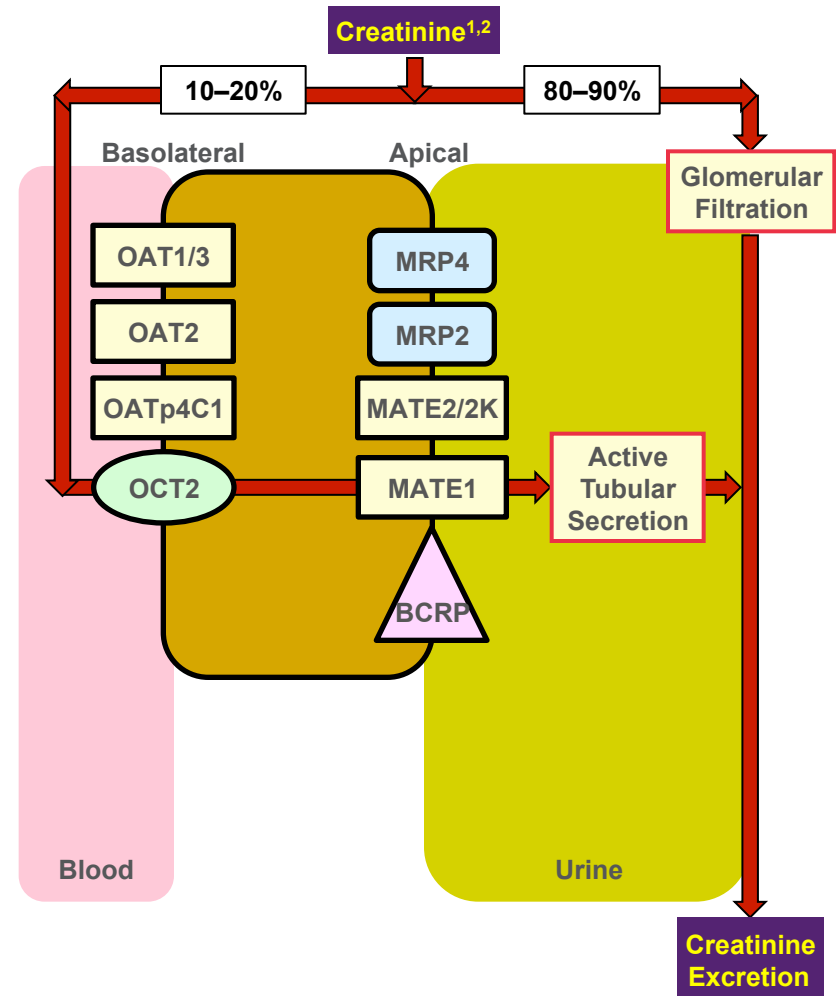 Creatinine1,2
10–20%
80–90%
Basolateral
Apical
Glomerular
Filtration
OAT1/3
MRP4
OAT2
MRP2
OATp4C1
MATE2/2K
OCT2
MATE1
Active
Tubular
Secretion
BCRP
Blood
Urine
Creatinine
Excretion